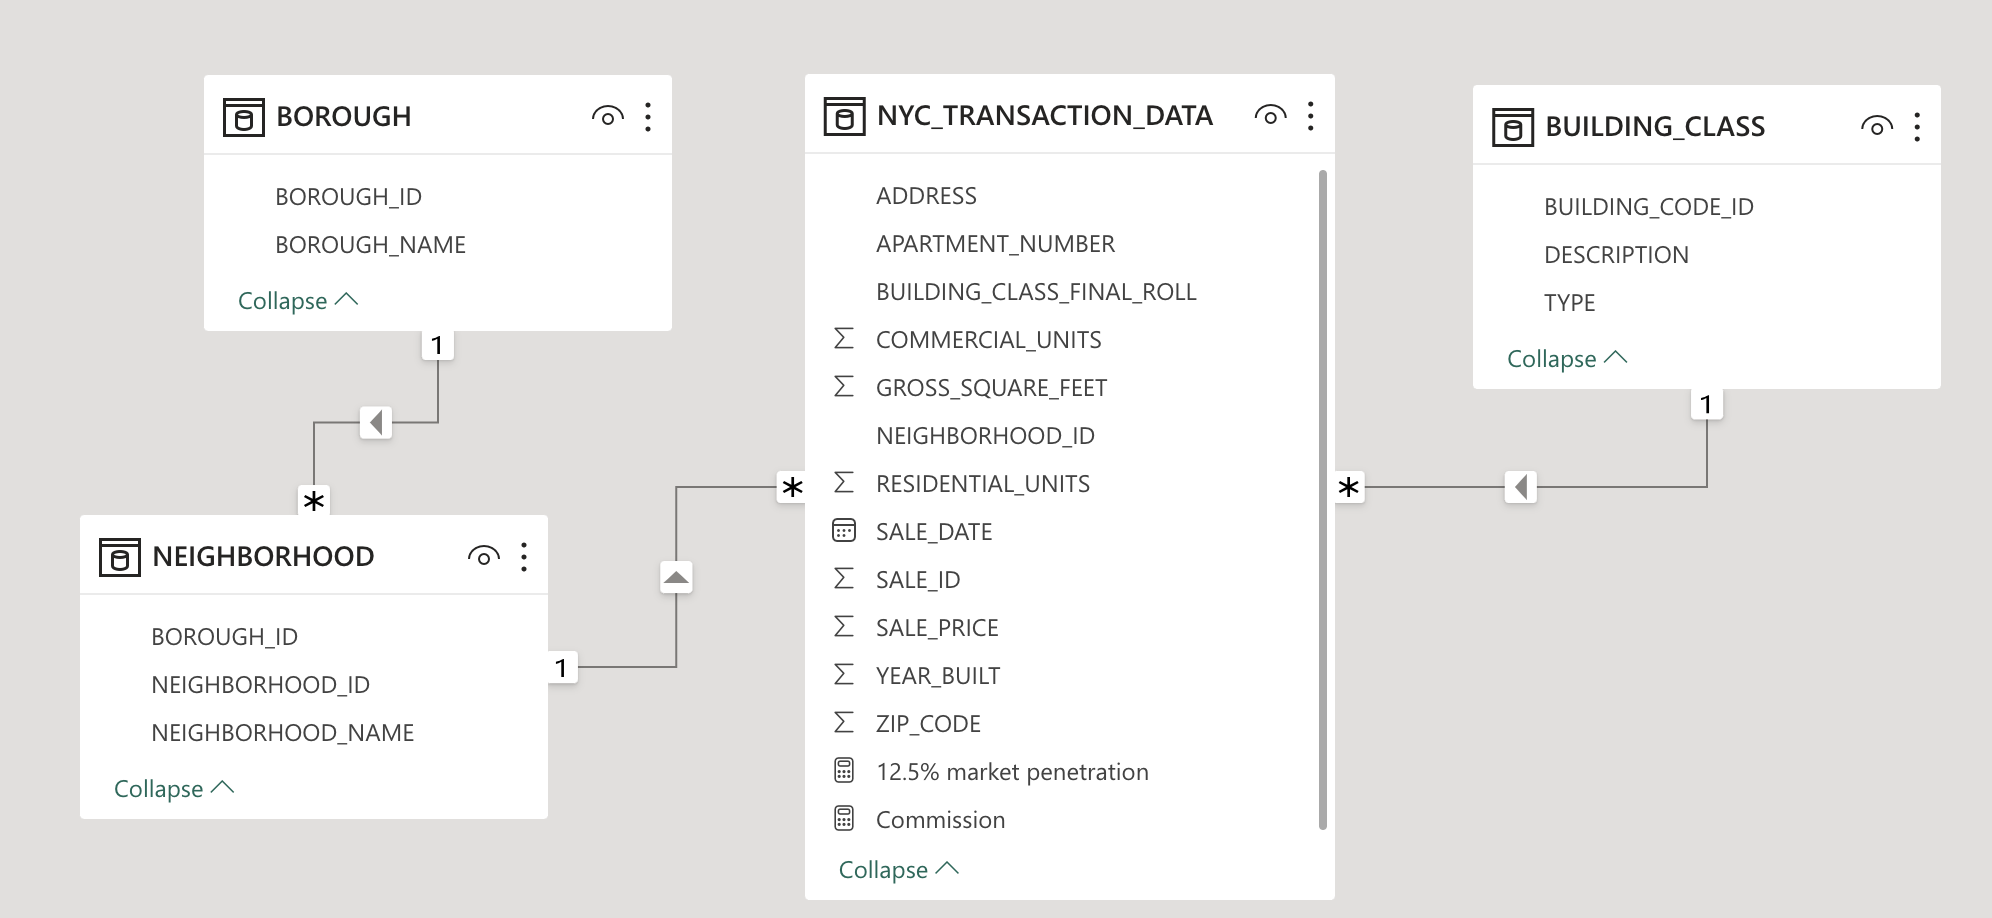 BOROUGH
BOROUGH_ID
BOROUGH_NAME
Collapse
1
*
NEIGHBORHOOD
BOROUGH_ID
NEIGHBORHOOD_ID
NEIGHBORHOOD_NAME
Collapse
1
*
NYC_TRANSACTION_DATA
ADDRESS
APARTMENT_NUMBER
BUILDING_CLASS_FINAL_ROLL
∑ COMMERCIAL_UNITS
∑ GROSS_SQUARE_FEET
NEIGHBORHOOD_ID
∑ RESIDENTIAL_UNITS
SALE_DATE
∑ SALE_ID
∑ SALE_PRICE
∑ YEAR_BUILT
∑ ZIP_CODE
12.5% market penetration
Commission
Collapse
*
BUILDING_CLASS
BUILDING_CODE_ID
DESCRIPTION
TYPE
Collapse
1